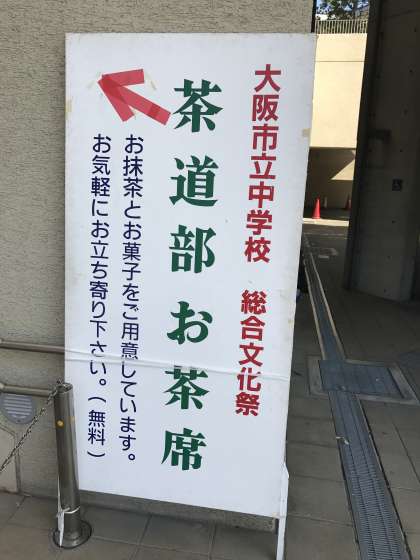 大阪市立中学校 総合文化祭
茶道部お茶席
お抹茶とお菓子をご用意しています。
お気軽にお立ち寄り下さい。(無料)